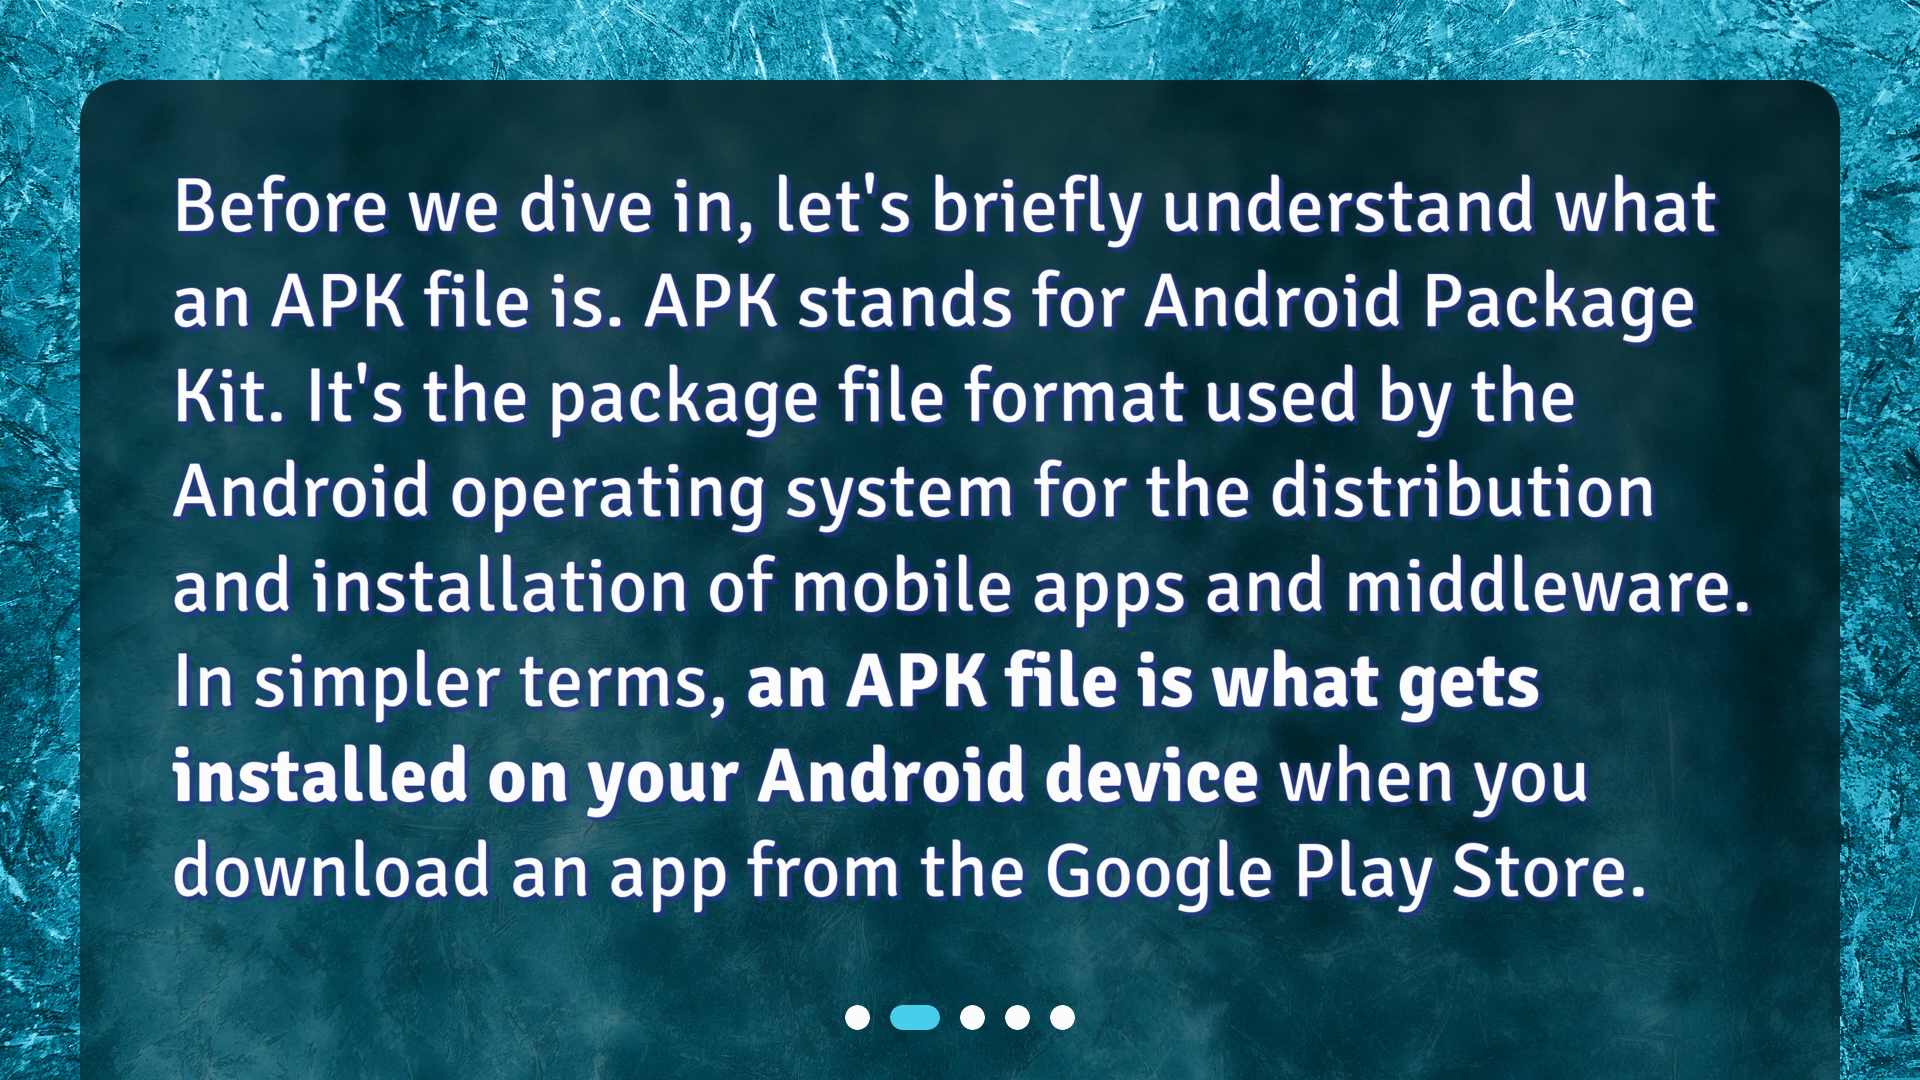 Before we dive in, let's briefly understand what
an APK file is. APK stands for Android Package
Kit. It's the package file format used by the
Android operating system for the distribution
and installation of mobile apps and middleware.
In simpler terms, an APK file is what gets
installed on your Android device when you
download an app from the Google Play Store.